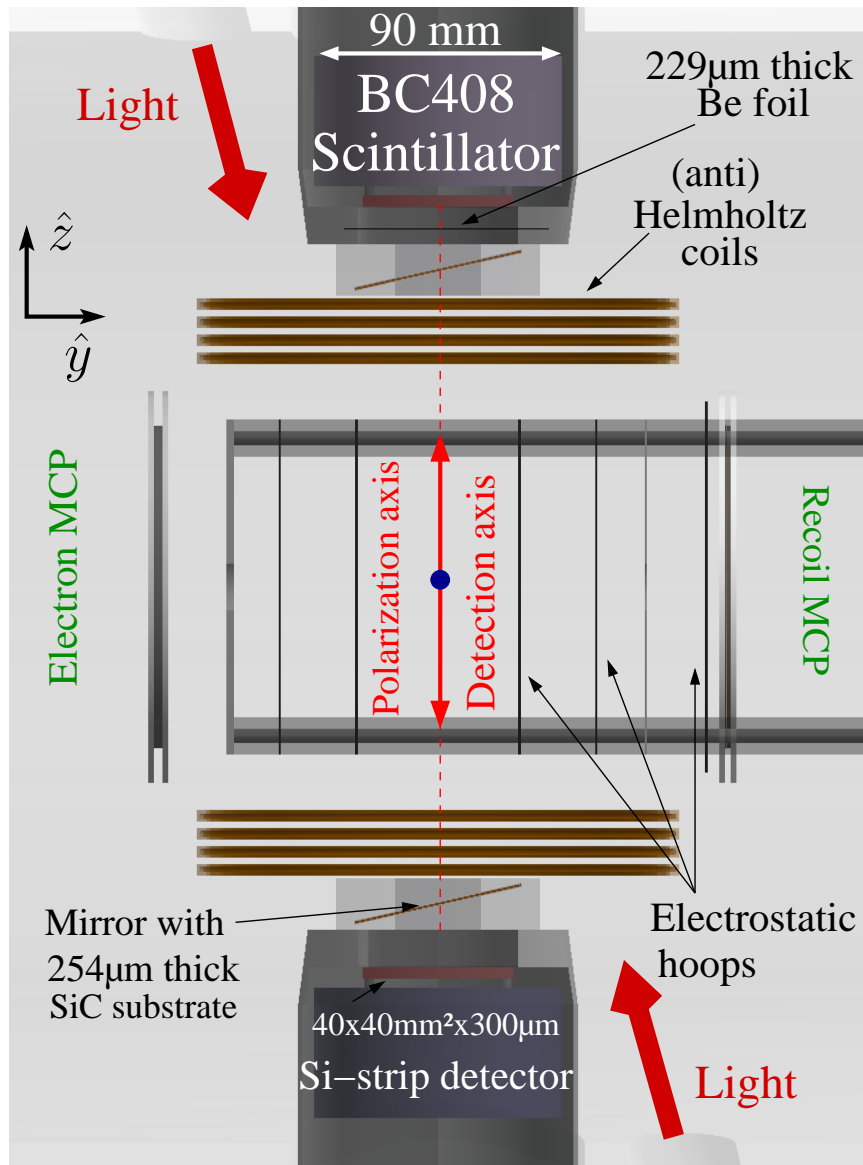 90 mm
BC408
Scintillator
Light
229μm thick
Be foil
(anti)
Helmholtz
coils
ẑ
ŷ
Electron MCP
Polarization axis
Detection axis
Recoil MCP
Mirror with
254μm thick
SiC substrate
Electrostatic
hoops
40x40mm²x300μm
Si-strip detector
Light